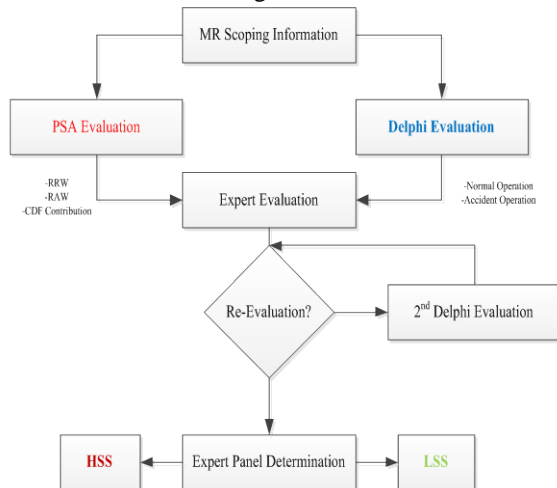 MR Scoping Information
PSA Evaluation
Delphi Evaluation
-RRW
-RAW
-CDF Contribution
Expert Evaluation
-Normal Operation
-Accident Operation
Re-Evaluation?
2nd Delphi Evaluation
HSS
Expert Panel Determination
LSS